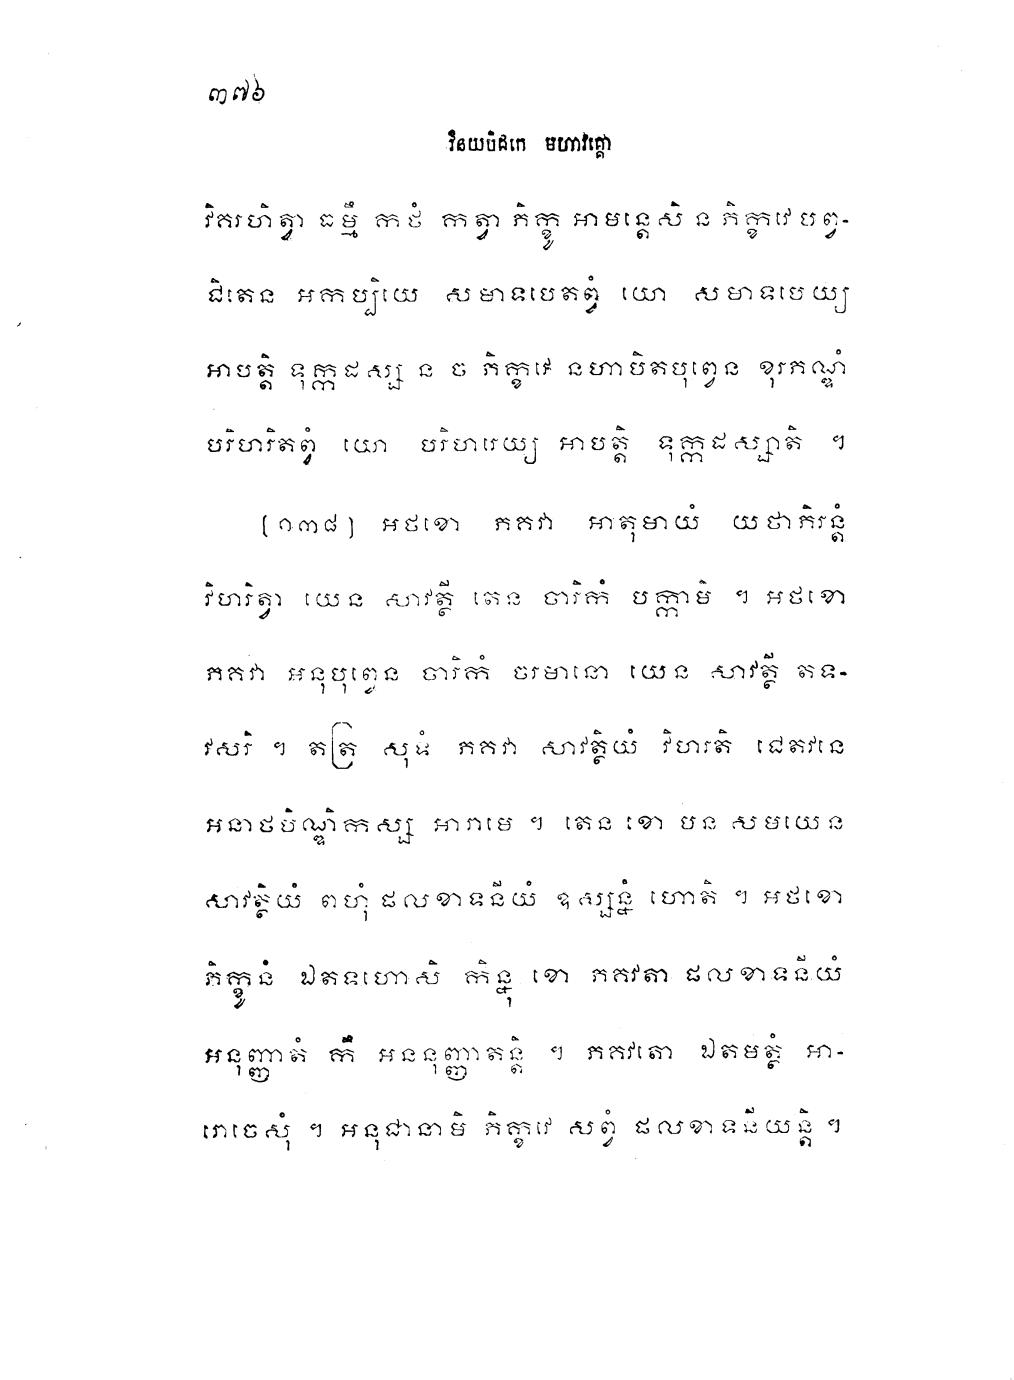 ៣៧៦
វិនយបិដកេ មហាវគ្គោ
វិគរហិត្វា ធម្មឹ កថំ កត្វា ភិក្ខូ អាមន្តេសិ ន ភិក្ខវេ បព្វ-
ជិតេន អកប្បិយេ សមាទបេតព្វំ យោ សមាទបេយ្យ
អាបត្តិ ទុក្កដស្ស ន ច ភិក្ខវេ នហាបិតបុព្វេន ខុរភណ្ឌំ
បរិហរិតព្វំ យោ បរិហរេយ្យ អាបត្តិ ទុក្កដស្សាតិ ។
(១៣៨) អថខោ ភគវា អាតុមាយំ យថាភិរន្តំ
វិហរិត្វា យេន សាវត្ថី តេន ចារិកំ បក្កាមិ ។ អថខោ
ភគវា អនុបុព្វេន ចារិកំ ចរមានោ យេន សាវត្ថី តទ-
វសរិ ។ តត្រ សុទំ ភគវា សាវត្ថិយំ វិហរតិ ជេតវនេ
អនាថបិណ្ឌិកស្ស អារាមេ ។ តេន ខោ បន សមយេន
សាវត្ថិយំ ពហុំ ផលខាទនីយំ ឧស្សន្នំ ហោតិ ។ អថខោ
ភិក្ខូនំ ឯតទហោសិ កិន្នុ ខោ ភគវតា ផលខាទនីយំ
អនុញ្ញាតំ កឹ អននុញ្ញាតន្តិ ។ ភគវតោ ឯតមត្ថំ អា-
រោចេសុំ ។ អនុជានាមិ ភិក្ខវេ សព្វំ ផលខាទនីយន្តិ ។